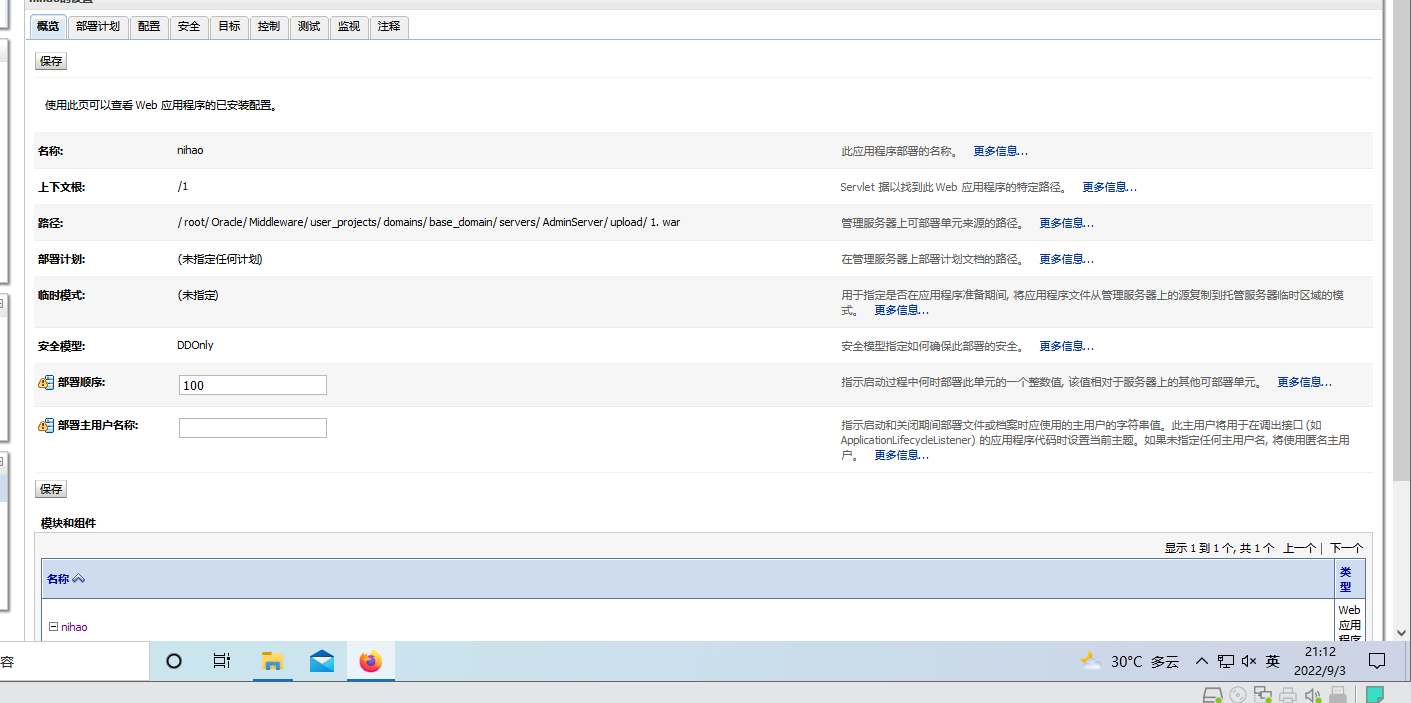 概览 部署计划 配置 安全 目标 控制 测试 监视 注释
保存
使用此页可以查看 Web 应用程序的已安装配置。
名称: nihao 此应用程序部署的名称。 更多信息...
上下文根: /1 Servlet 据以找到此 Web 应用程序的特定路径。 更多信息...
路径: / root/ Oracle/ Middleware/ user_projects/ domains/ base_domain/ servers/ AdminServer/ upload/ 1. war 管理服务器上可部署单元来源的路径。 更多信息...
部署计划: (未指定任何计划) 在管理服务器上部署计划文档的路径。 更多信息...
临时模式: (未指定) 用于指定是否在应用程序准备期间, 将应用程序文件从管理服务器上的源复制到托管服务器临时区域的模
式。 更多信息...
安全模型: DDOnly 安全模型指定如何确保此部署的安全。 更多信息...
部署顺序: 100 指示启动过程中何时部署此单元的一个整数值, 该值相对于服务器上的其他可部署单元。 更多信息...
部署主用户名称: 指示启动和关闭期间部署文件或档案时应使用的主用户的字符串值。此主用户将用于在调出接口 (如
ApplicationLifecycleListener) 的应用程序代码时设置当前主题。如果未指定任何主用户名, 将使用匿名主用
户。 更多信息...
保存
模块和组件
显示 1 到 1 个, 共 1 个 上一个 | 下一个
名称 类
型
nihao Web
应用
程序
容 30°C 多云 英 21:12
2022/9/3